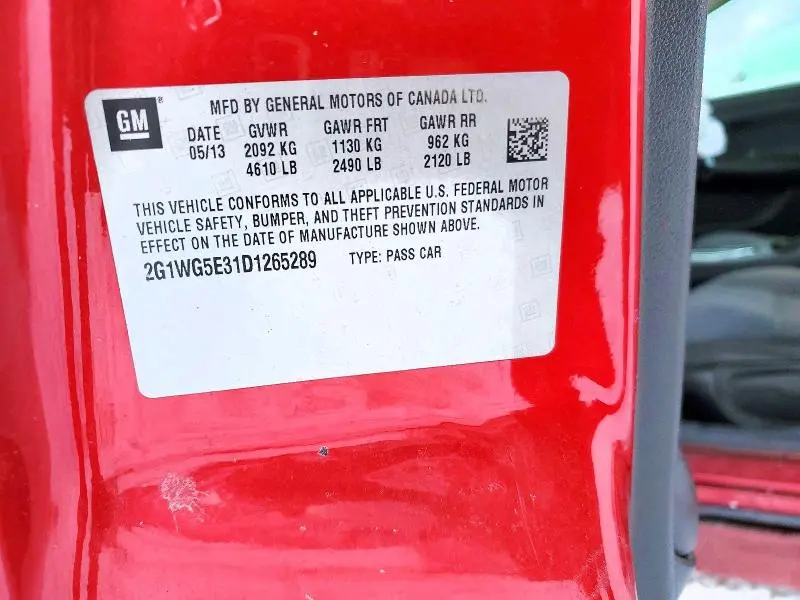 GM
MFD BY GENERAL MOTORS OF CANADA LTD.
DATE GVWR GAWR FRT GAWR RR
05/13 2092 KG 1130 KG 962 KG
4610 LB 2490 LB 2120 LB
THIS VEHICLE CONFORMS TO ALL APPLICABLE U.S. FEDERAL MOTOR
VEHICLE SAFETY, BUMPER, AND THEFT PREVENTION STANDARDS IN
EFFECT ON THE DATE OF MANUFACTURE SHOWN ABOVE.
2G1WG5E31D1265289 TYPE: PASS CAR